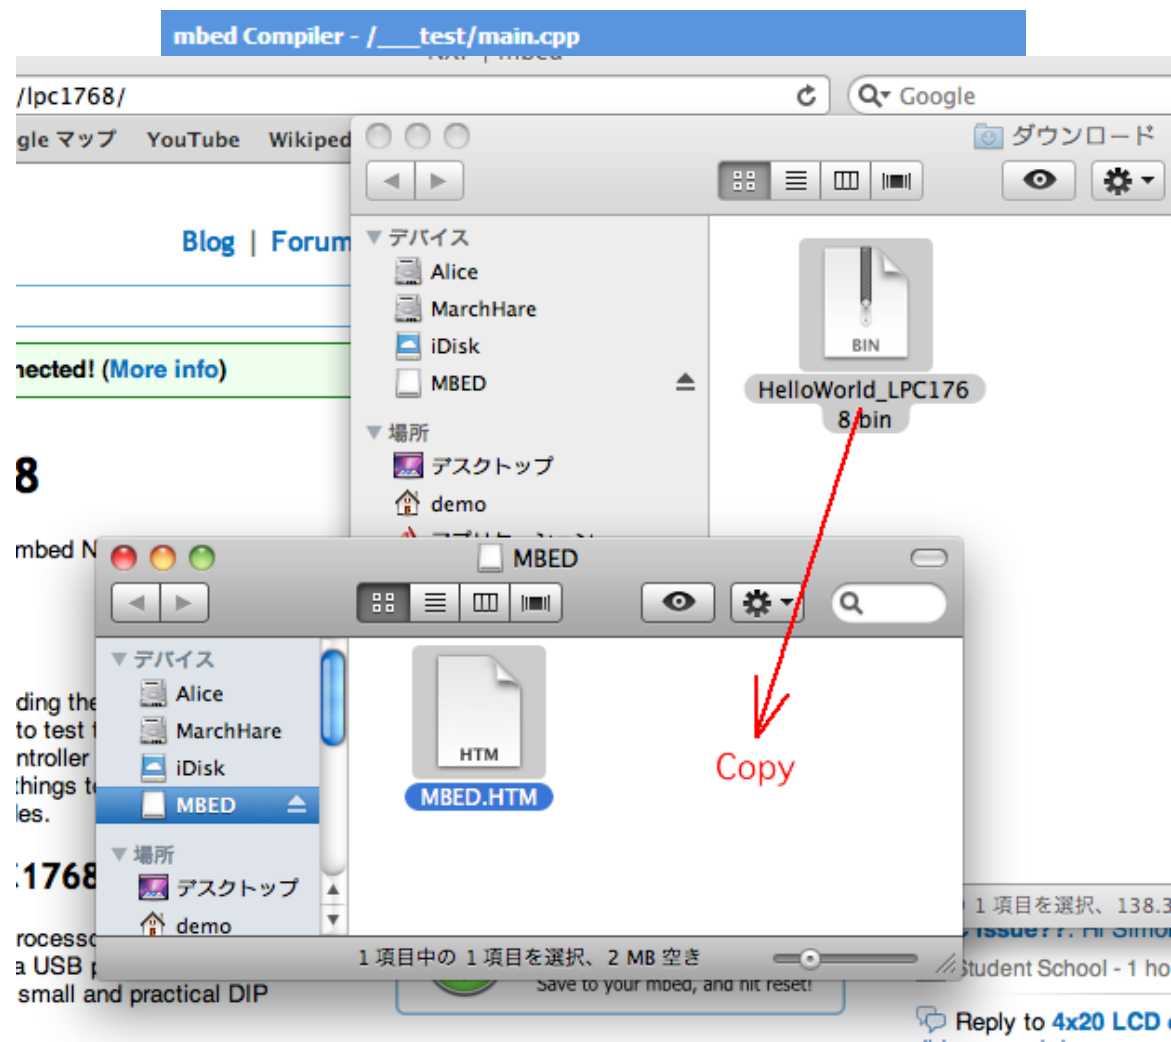 mbed Compiler - /___test/main.cpp
/lpc1768/
Google
gle マップ YouTube Wikiped
ダウンロード
Blog | Forum
デバイス
Alice
MarchHare
iDisk
MBED
場所
デスクトップ
demo
BIN
HelloWorld_LPC176
8.bin
nected! (More info)
8
mbed N
MBED
デバイス
Alice
MarchHare
iDisk
MBED
場所
デスクトップ
demo
HTM
MBED.HTM
Copy
1 項目中の 1 項目を選択、2 MB 空き
ding the
to test t
ntroller
things to
les.
1768
rocesso
a USB p
small and practical DIP
Save to your mbed, and hit reset!
1 項目を選択、 138.3
Issue??: Hi Simon
Student School - 1 ho
Reply to 4x20 LCD